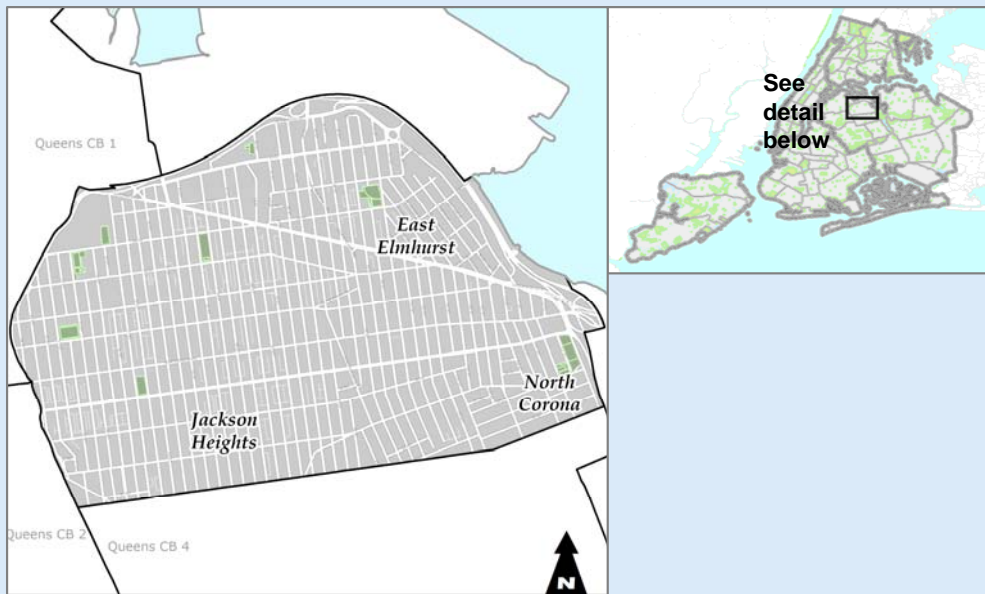 Queens CB 1
East
Elmhurst
North
Corona
Jackson
Heights
Queens CB 2
Queens CB 4
N
See
detail
below